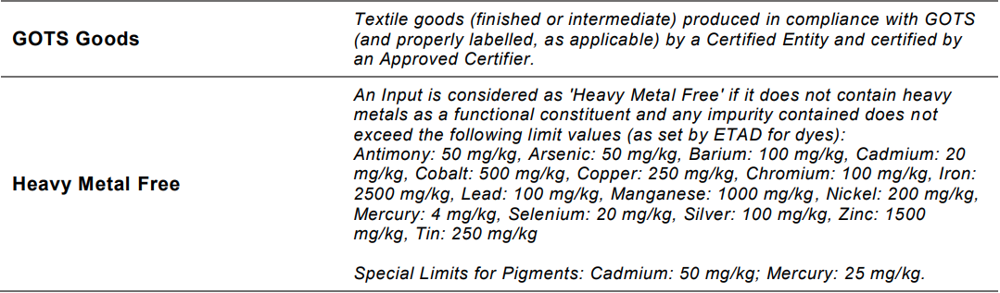 GOTS Goods
Textile goods (finished or intermediate) produced in compliance with GOTS
(and properly labelled, as applicable) by a Certified Entity and certified by
an Approved Certifier.
Heavy Metal Free
An Input is considered as 'Heavy Metal Free' if it does not contain heavy
metals as a functional constituent and any impurity contained does not
exceed the following limit values (as set by ETAD for dyes):
Antimony: 50 mg/kg, Arsenic: 50 mg/kg, Barium: 100 mg/kg, Cadmium: 20
mg/kg, Cobalt: 500 mg/kg, Copper: 250 mg/kg, Chromium: 100 mg/kg, Iron:
2500 mg/kg, Lead: 100 mg/kg, Manganese: 1000 mg/kg, Nickel: 200 mg/kg,
Mercury: 4 mg/kg, Selenium: 20 mg/kg, Silver: 100 mg/kg, Zinc: 1500
mg/kg, Tin: 250 mg/kg
Special Limits for Pigments: Cadmium: 50 mg/kg; Mercury: 25 mg/kg.